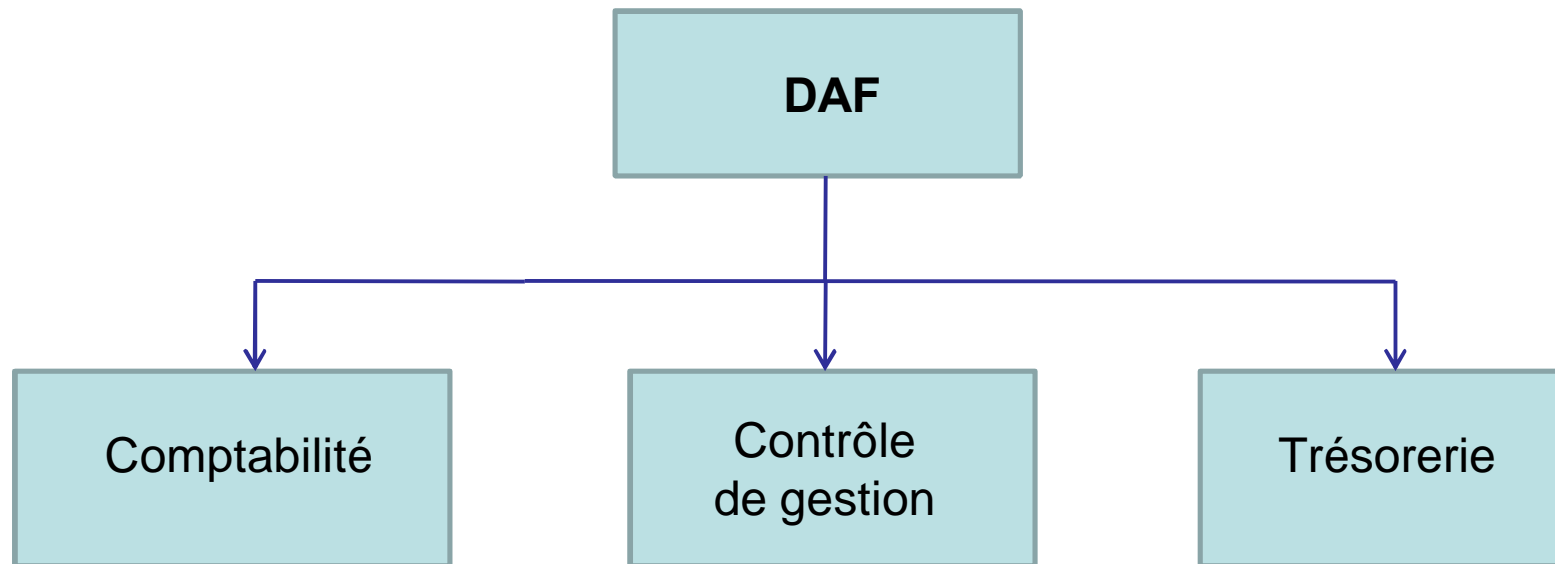 DAF
Comptabilité
Contrôle
de gestion
Trésorerie